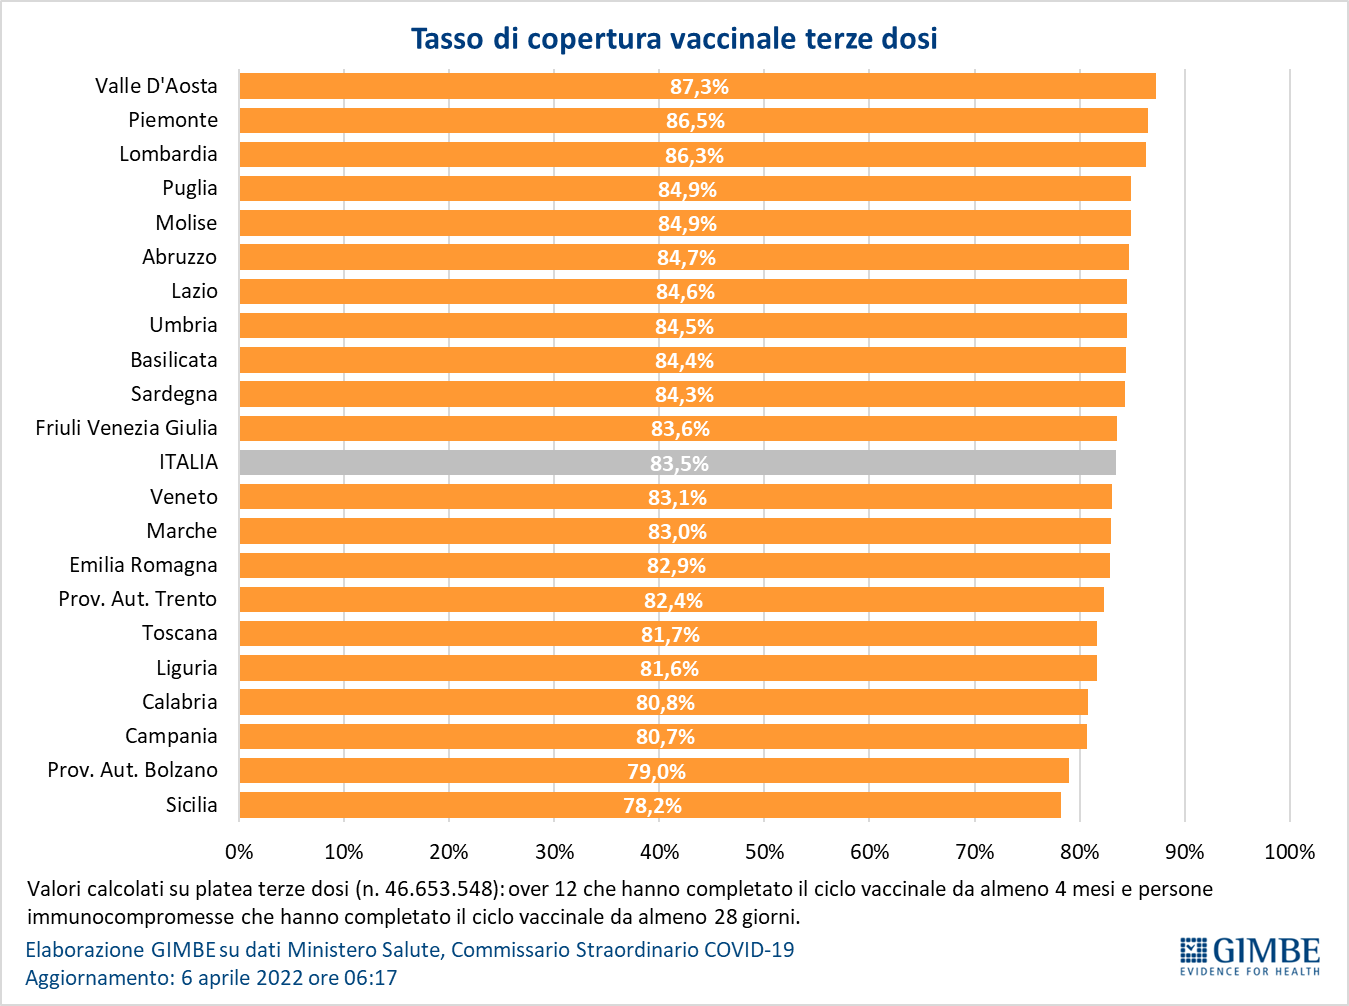 Tasso di copertura vaccinale terze dosi
Valle D'Aosta 87,3%
Piemonte 86,5%
Lombardia 86,3%
Puglia 84,9%
Molise 84,9%
Abruzzo 84,7%
Lazio 84,6%
Umbria 84,5%
Basilicata 84,4%
Sardegna 84,3%
Friuli Venezia Giulia 83,6%
ITALIA 83,5%
Veneto 83,1%
Marche 83,0%
Emilia Romagna 82,9%
Prov. Aut. Trento 82,4%
Toscana 81,7%
Liguria 81,6%
Calabria 80,8%
Campania 80,7%
Prov. Aut. Bolzano 79,0%
Sicilia 78,2%
0% 10% 20% 30% 40% 50% 60% 70% 80% 90% 100%
Valori calcolati su platea terze dosi (n. 46.653.548): over 12 che hanno completato il ciclo vaccinale da almeno 4 mesi e persone
immunocompromesse che hanno completato il ciclo vaccinale da almeno 28 giorni.
Elaborazione GIMBE su dati Ministero Salute, Commissario Straordinario COVID-19
Aggiornamento: 6 aprile 2022 ore 06:17
GIMBE
EVIDENCE FOR HEALTH